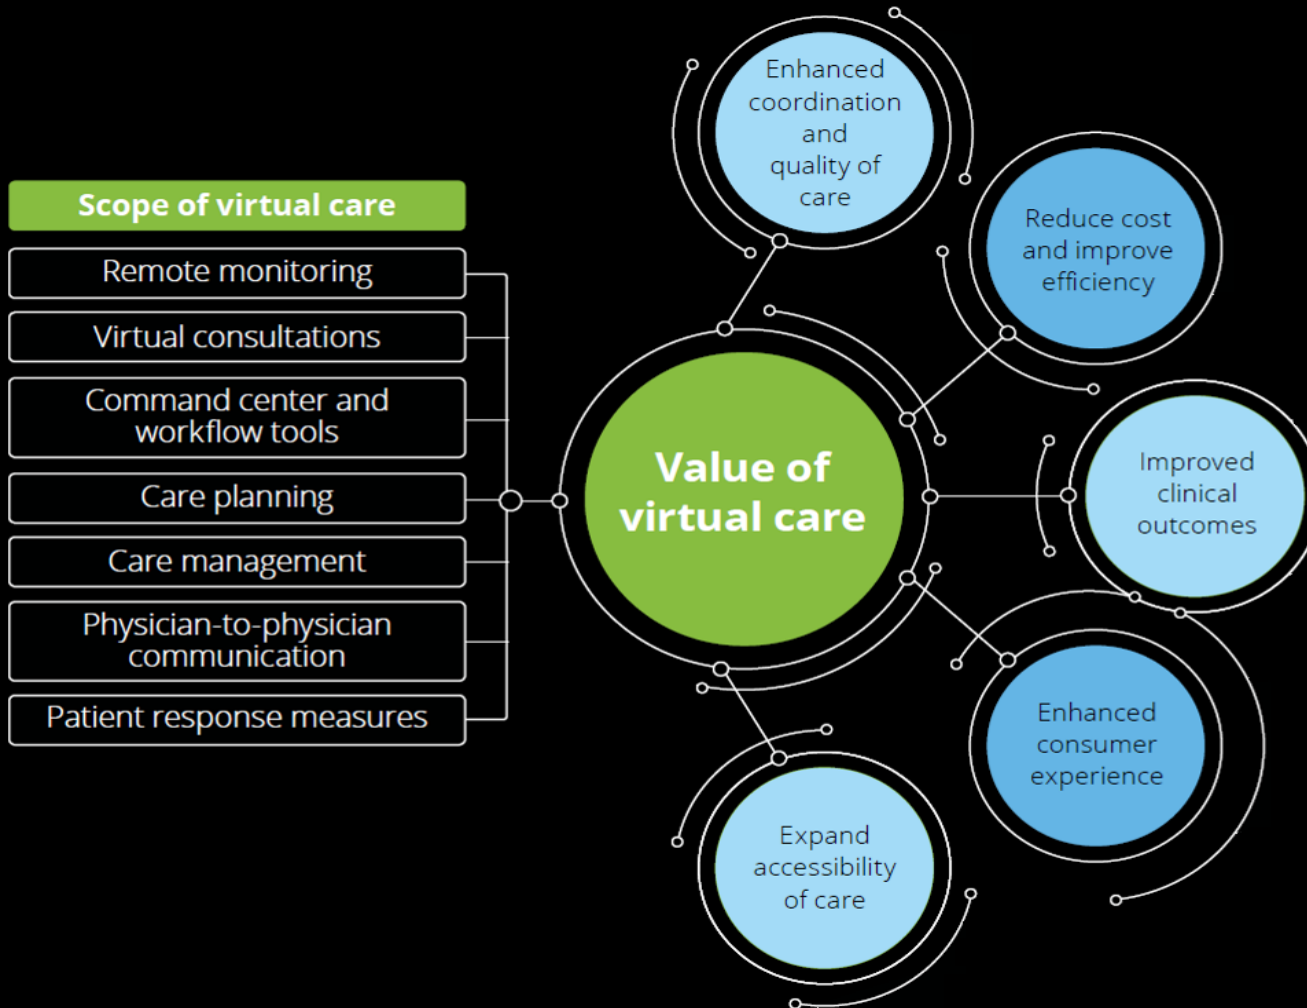 Scope of virtual care
Remote monitoring
Virtual consultations
Command center and
workflow tools
Care planning
Care management
Physician-to-physician
communication
Patient response measures
Value of
virtual care
Enhanced
coordination
and
quality of
care
Reduce cost
and improve
efficiency
Improved
clinical
outcomes
Enhanced
consumer
experience
Expand
accessibility
of care